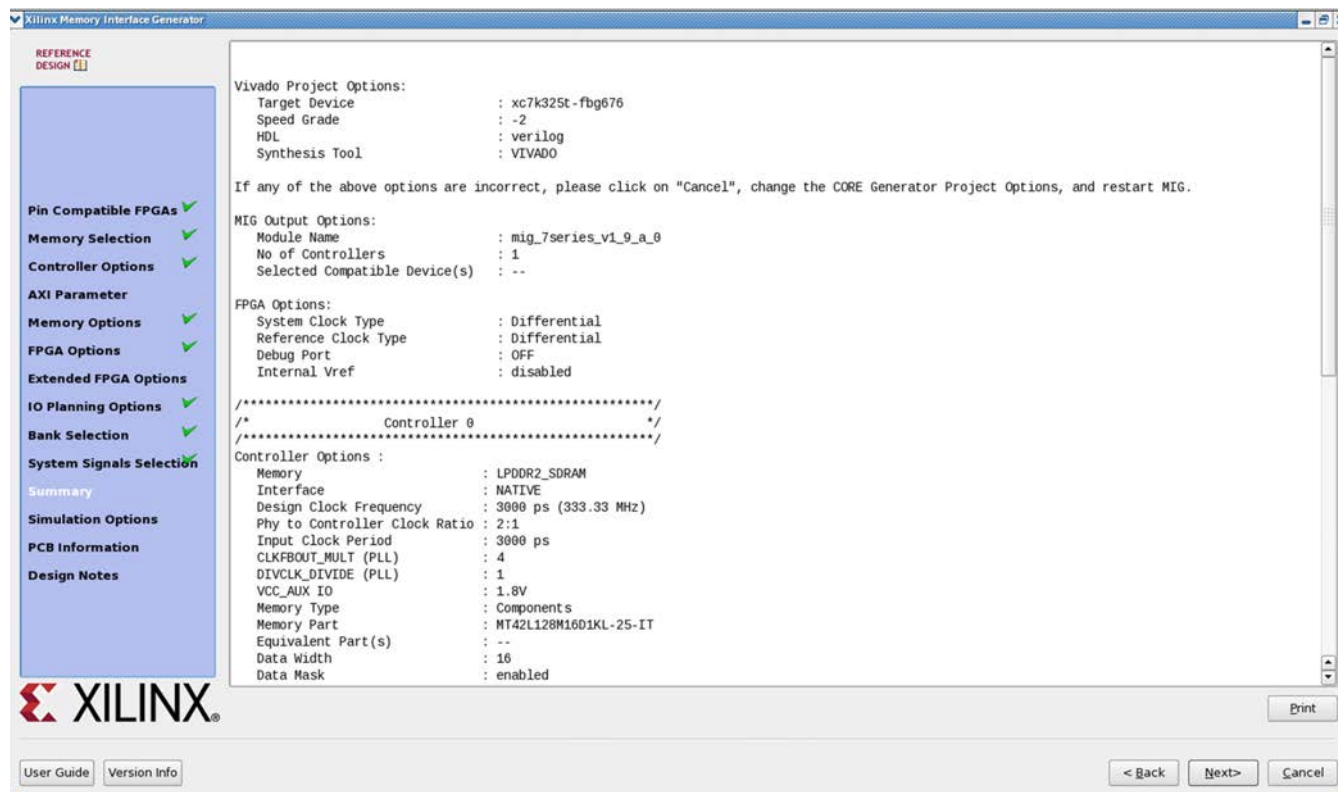 Xilinx Memory Interface Generator
REFERENCE
DESIGN
Pin Compatible FPGAs
Memory Selection
Controller Options
AXI Parameter
Memory Options
FPGA Options
Extended FPGA Options
IO Planning Options
Bank Selection
System Signals Selection
Summary
Simulation Options
PCB Information
Design Notes
Vivado Project Options:
Target Device : xc7k325t-fbg676
Speed Grade : -2
HDL : verilog
Synthesis Tool : VIVADO
If any of the above options are incorrect, please click on "Cancel", change the CORE Generator Project Options, and restart MIG.
MIG Output Options:
Module Name : mig_7series_v1_9_a_0
No of Controllers : 1
Selected Compatible Device(s) : --
FPGA Options:
System Clock Type : Differential
Reference Clock Type : Differential
Debug Port : OFF
Internal Vref : disabled
/*******************************************************/
/* Controller 0 */
/*******************************************************/
Controller Options :
Memory : LPDDR2_SDRAM
Interface : NATIVE
Design Clock Frequency : 3000 ps (333.33 MHz)
Phy to Controller Clock Ratio : 2:1
Input Clock Period : 3000 ps
CLKFBOUT_MULT (PLL) : 4
DIVCLK_DIVIDE (PLL) : 1
VCC_AUX IO : 1.8V
Memory Type : Components
Memory Part : MT42L128M16D1KL-25-IT
Equivalent Part(s) : --
Data Width : 16
Data Mask : enabled
XILINX®
Print
User Guide
Version Info
< Back
Next>
Cancel